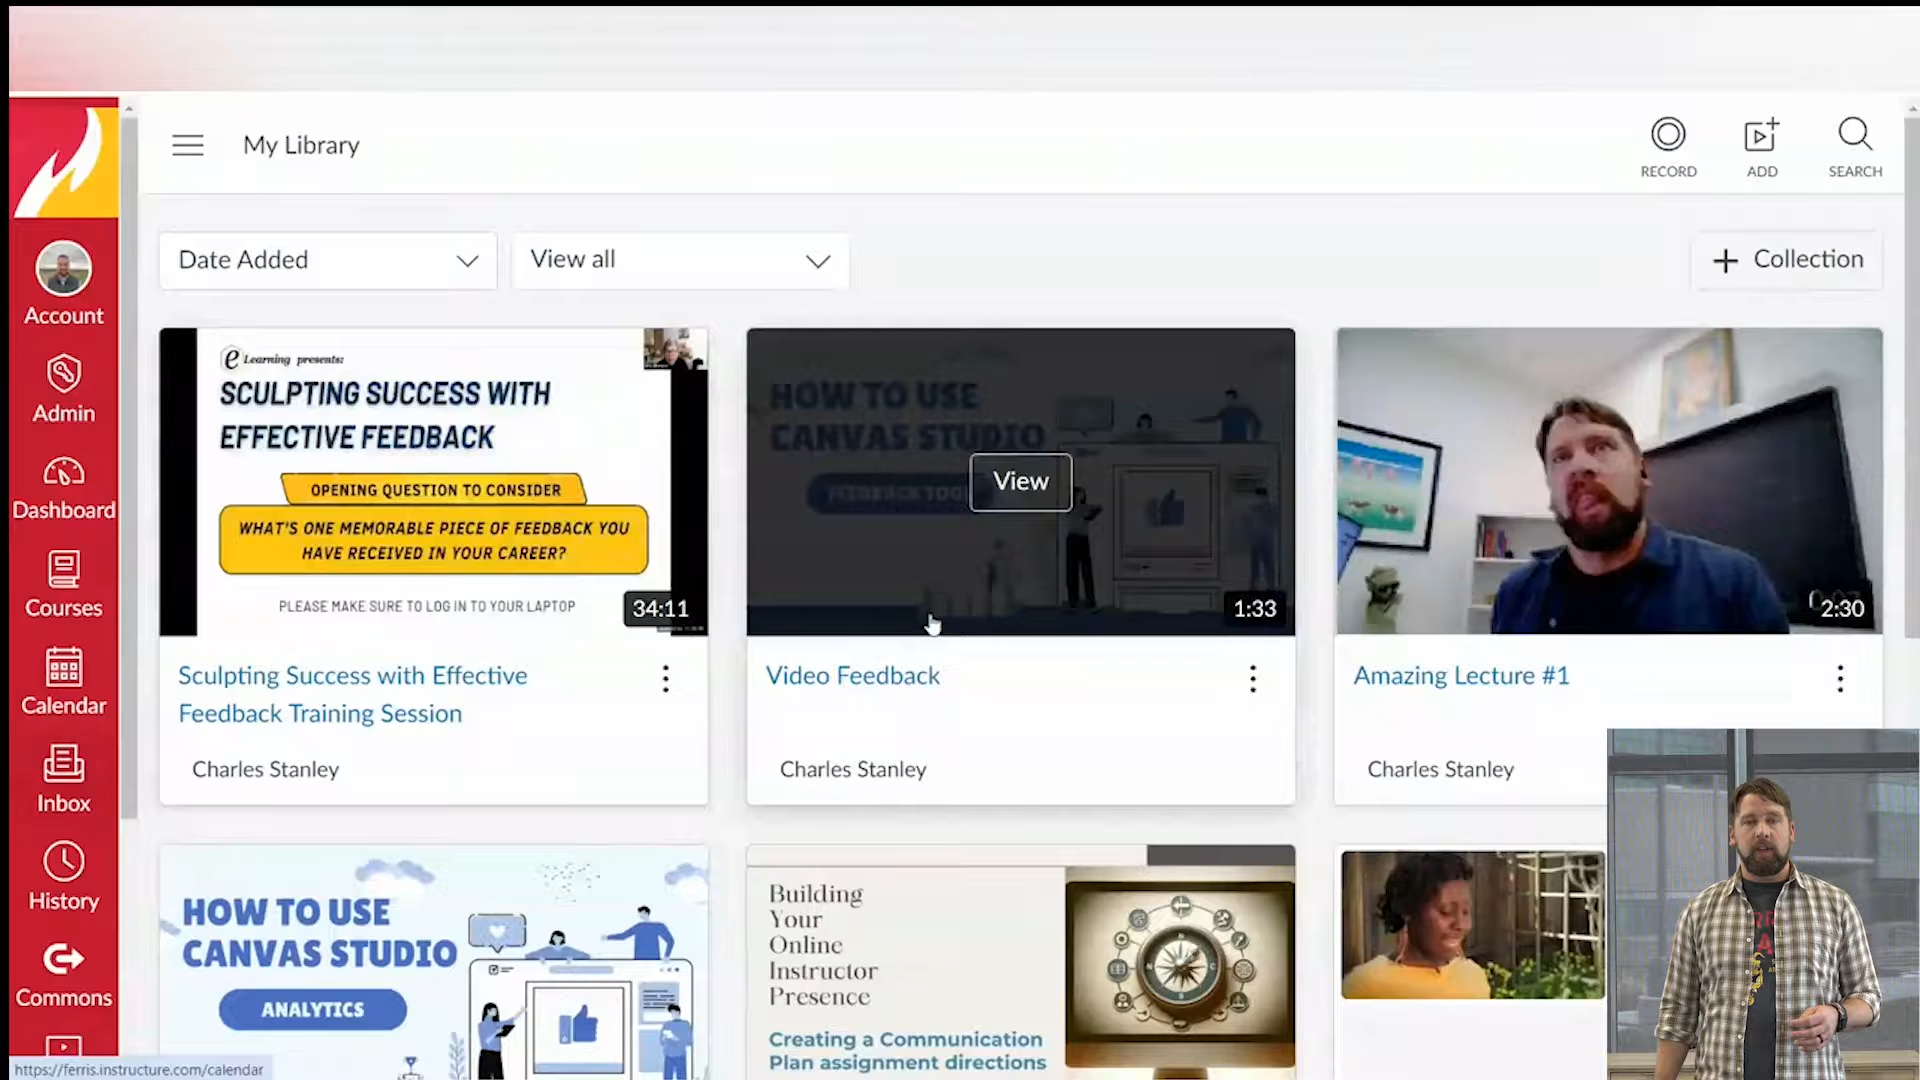 My Library
RECORD
ADD
SEARCH
Date Added
View all
+ Collection
Account
Admin
Dashboard
Courses
Calendar
Inbox
History
Commons
e Learning presents:
SCULPTING SUCCESS WITH
EFFECTIVE FEEDBACK
OPENING QUESTION TO CONSIDER
WHAT'S ONE MEMORABLE PIECE OF FEEDBACK YOU
HAVE RECEIVED IN YOUR CAREER?
PLEASE MAKE SURE TO LOG IN TO YOUR LAPTOP
34:11
Sculpting Success with Effective
Feedback Training Session
Charles Stanley
HOW TO USE
CANVAS STUDIO
View
1:33
Video Feedback
Charles Stanley
2:30
Amazing Lecture #1
Charles Stanley
HOW TO USE
CANVAS STUDIO
ANALYTICS
Building
Your
Online
Instructor
Presence
Creating a Communication
Plan assignment directions
https://ferris.instructure.com/calendar